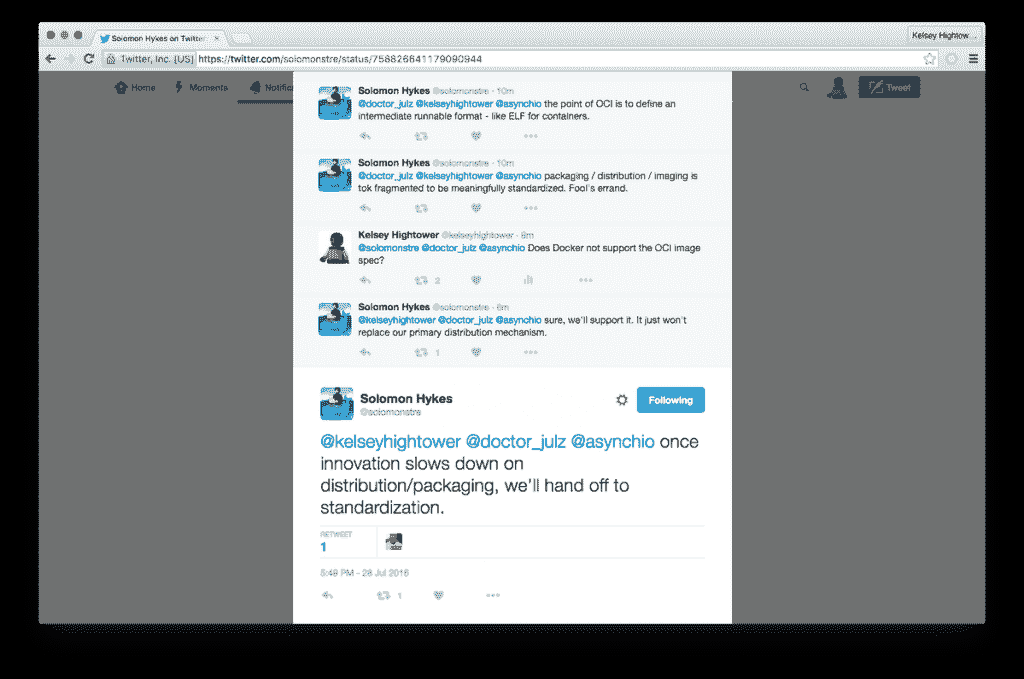 Solomon Hykes on Twitter:
Kelsey Hightow...
Twitter, Inc. [US] https://twitter.com/solomonstre/status/758826641179090944
Home Moments Notific Tweet
Solomon Hykes @solomonstre · 10m
@doctor_julz @kelseyhightower @asynchio the point of OCI is to define an
intermediate runnable format - like ELF for containers.
Solomon Hykes @solomonstre · 10m
@doctor_julz @kelseyhightower @asynchio packaging / distribution / imaging is
tok fragmented to be meaningfully standardized. Fool's errand.
Kelsey Hightower @kelseyhightower · 8m
@solomonstre @doctor_julz @asynchio Does Docker not support the OCI image
spec?
2
Solomon Hykes @solomonstre · 6m
@kelseyhightower @doctor_julz @asynchio sure, we'll support it. It just won't
replace our primary distribution mechanism.
1
Solomon Hykes
@solomonstre
Following
@kelseyhightower @doctor_julz @asynchio once
innovation slows down on
distribution/packaging, we'll hand off to
standardization.
RETWEET
1
5:49 PM - 28 Jul 2016
1